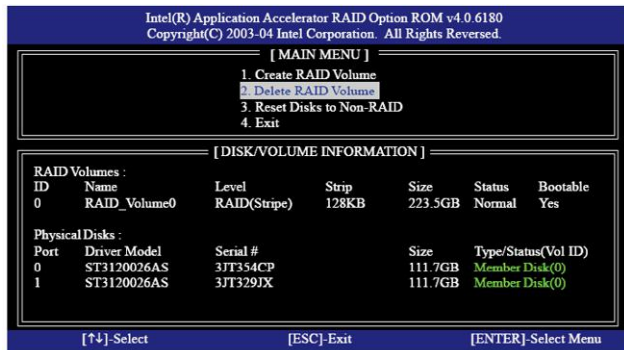 Intel(R) Application Accelerator RAID Option ROM v4.0.6180
Copyright(C) 2003-04 Intel Corporation. All Rights Reversed.
[ MAIN MENU ]
1. Create RAID Volume
2. Delete RAID Volume
3. Reset Disks to Non-RAID
4. Exit
[ DISK/VOLUME INFORMATION ]
RAID Volumes :
ID Name Level Strip Size Status Bootable
0 RAID_Volume0 RAID(Stripe) 128KB 223.5GB Normal Yes
Physical Disks :
Port Driver Model Serial # Size Type/Status(Vol ID)
0 ST3120026AS 3JT354CP 111.7GB Member Disk(0)
1 ST3120026AS 3JT329JX 111.7GB Member Disk(0)
[↑↓]-Select [ESC]-Exit [ENTER]-Select Menu